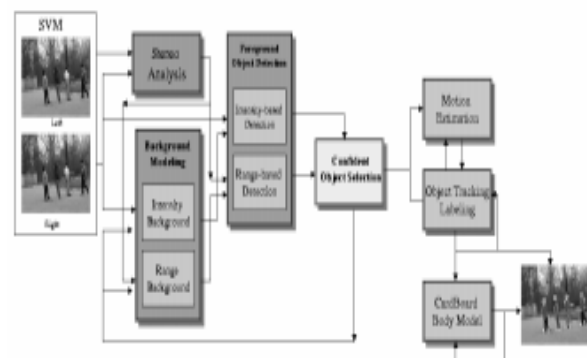 SVM
Left
Right
Stereo
Analysis
Background
Modeling
Intensity
Background
Range
Background
Foreground
Object Detection
Intensity-based
Detection
Range-based
Detection
Confident
Object Selection
Motion
Estimation
Object Tracking
Labeling
CardBoard
Body Model